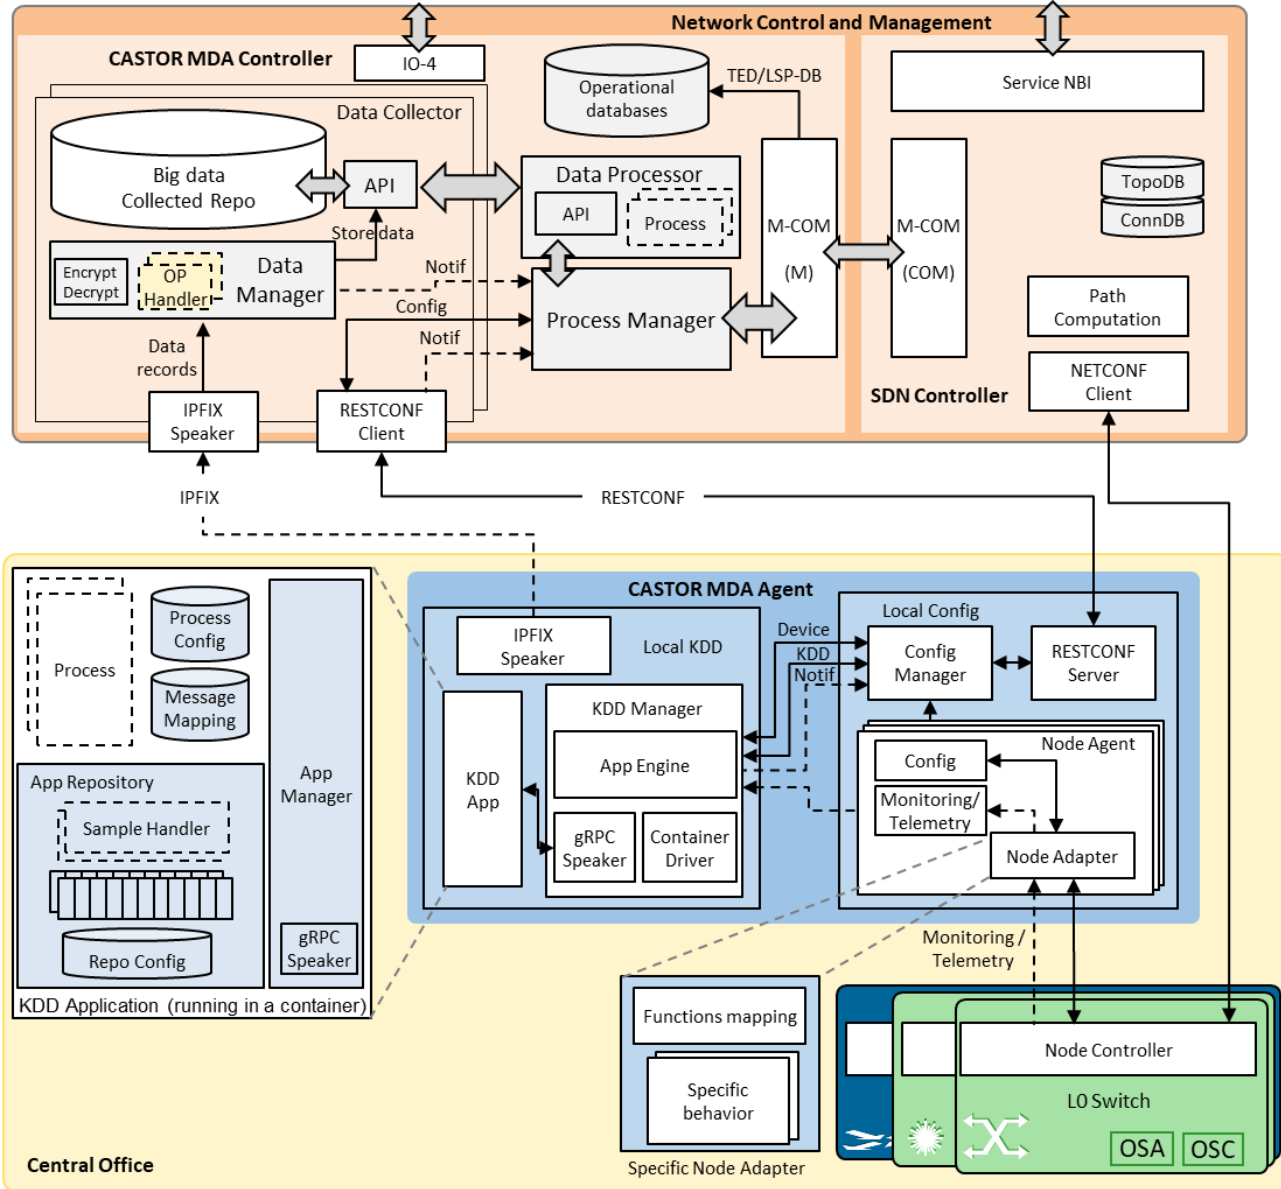 Network Control and Management
CASTOR MDA Controller
IO-4
Data Collector
Big data
Collected Repo
API
Store data
Encrypt
Decrypt
OP
Handler
Data
Manager
Data
records
IPFIX
Speaker
RESTCONF
Client
Notif
Config
Notif
Operational
databases
TED/LSP-DB
Data Processor
API
Process
Process Manager
M-COM
(M)
M-COM
(COM)
Service NBI
TopoDB
ConnDB
Path
Computation
NETCONF
Client
SDN Controller
IPFIX
RESTCONF
CASTOR MDA Agent
Process
Process
Config
Message
Mapping
App Repository
Sample Handler
Repo Config
App
Manager
gRPC
Speaker
KDD Application (running in a container)
IPFIX
Speaker
Local KDD
KDD
App
KDD Manager
App Engine
gRPC
Speaker
Container
Driver
Device
KDD
Notif
Local Config
Config
Manager
RESTCONF
Server
Node Agent
Config
Monitoring/
Telemetry
Node Adapter
Monitoring /
Telemetry
Functions mapping
Specific
behavior
Specific Node Adapter
Node Controller
L0 Switch
OSA
OSC
Central Office